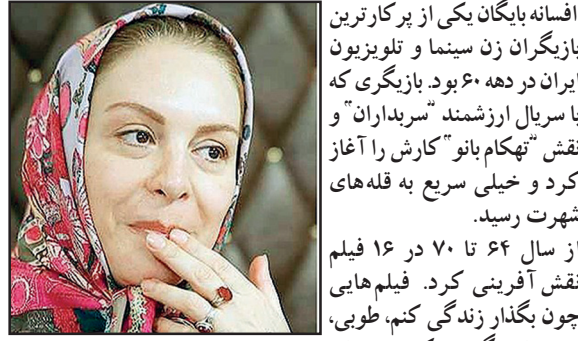 افسانه بایگان یکی از پرکارترین
بازیگران زن سینما و تلویزیون
ایران در دهه ۶۰ بود. بازیگری که
با سریال ارزشمند "سربداران" و
نقش "تهکام بانو" کارش را آغاز
کرد و خیلی سریع به قله‌های
شهرت رسید.
از سال ۶۴ تا ۷۰ در ۱۶ فیلم
نقش آفرینی کرد. فیلم‌هایی
چون بگذار زندگی کنم، طوبی،